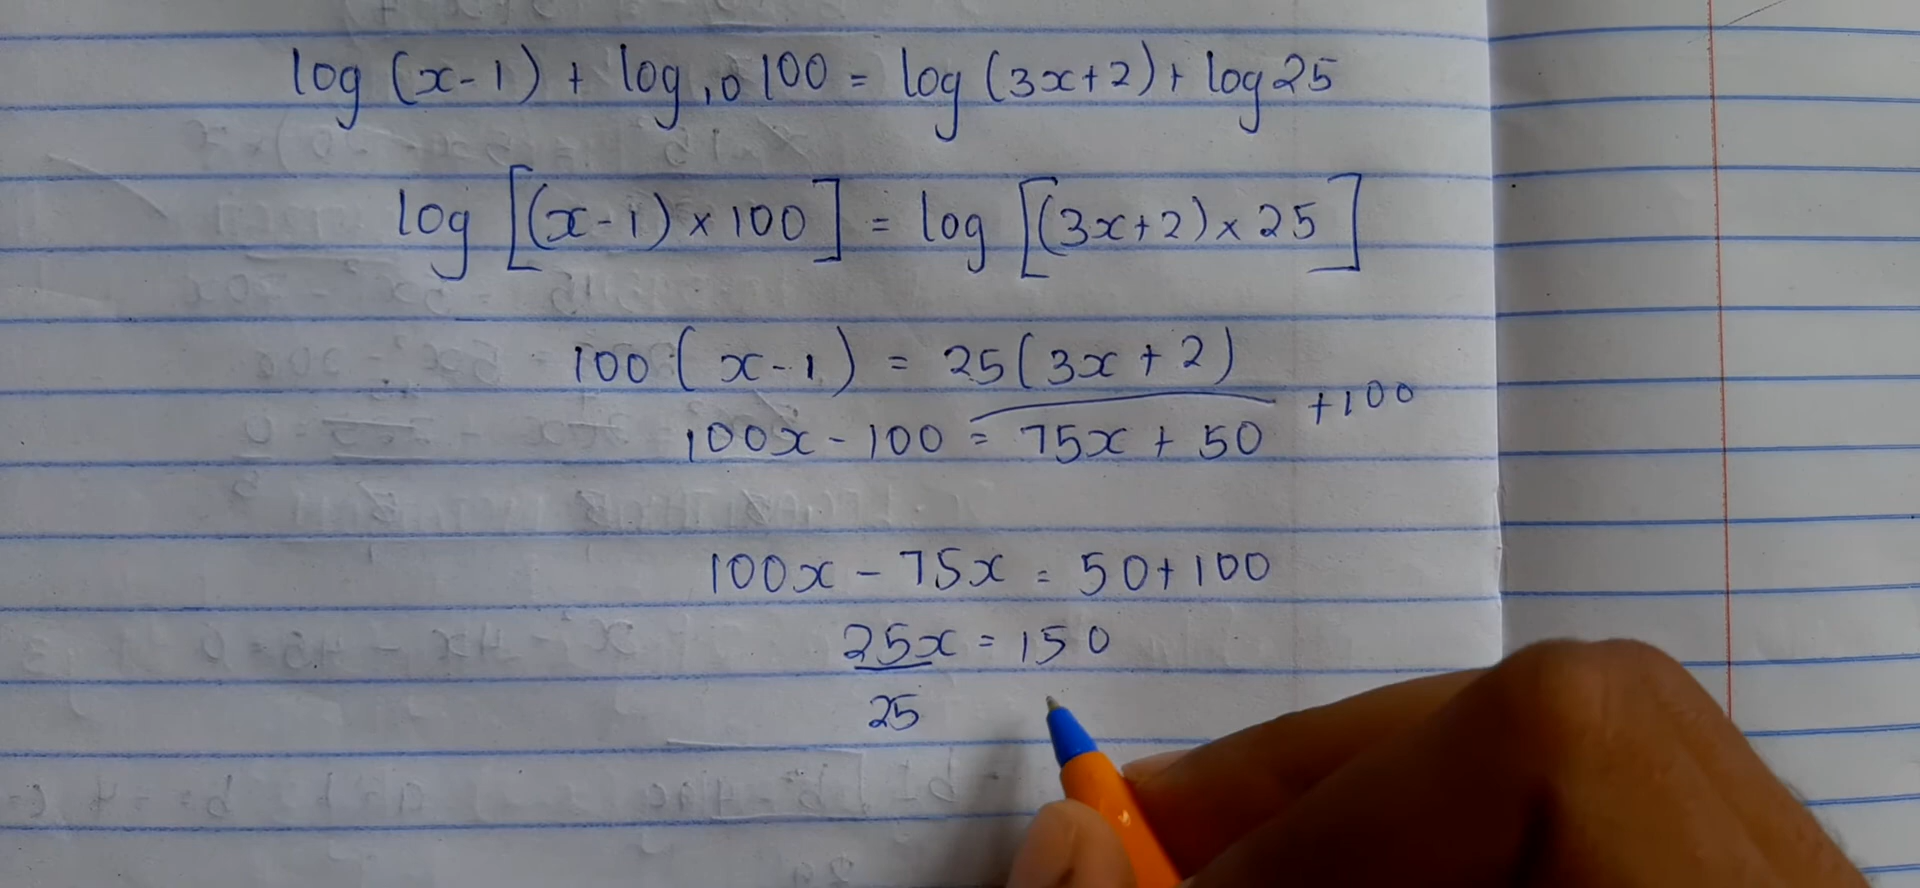 log (x-1) + log₁₀ 100 = log (3x+2) + log 25
log [(x-1) × 100] = log [(3x+2) × 25]
100 (x-1) = 25(3x+2)
+100
100x - 100 = 75x + 50
100x - 75x = 50+100
25x = 150
25